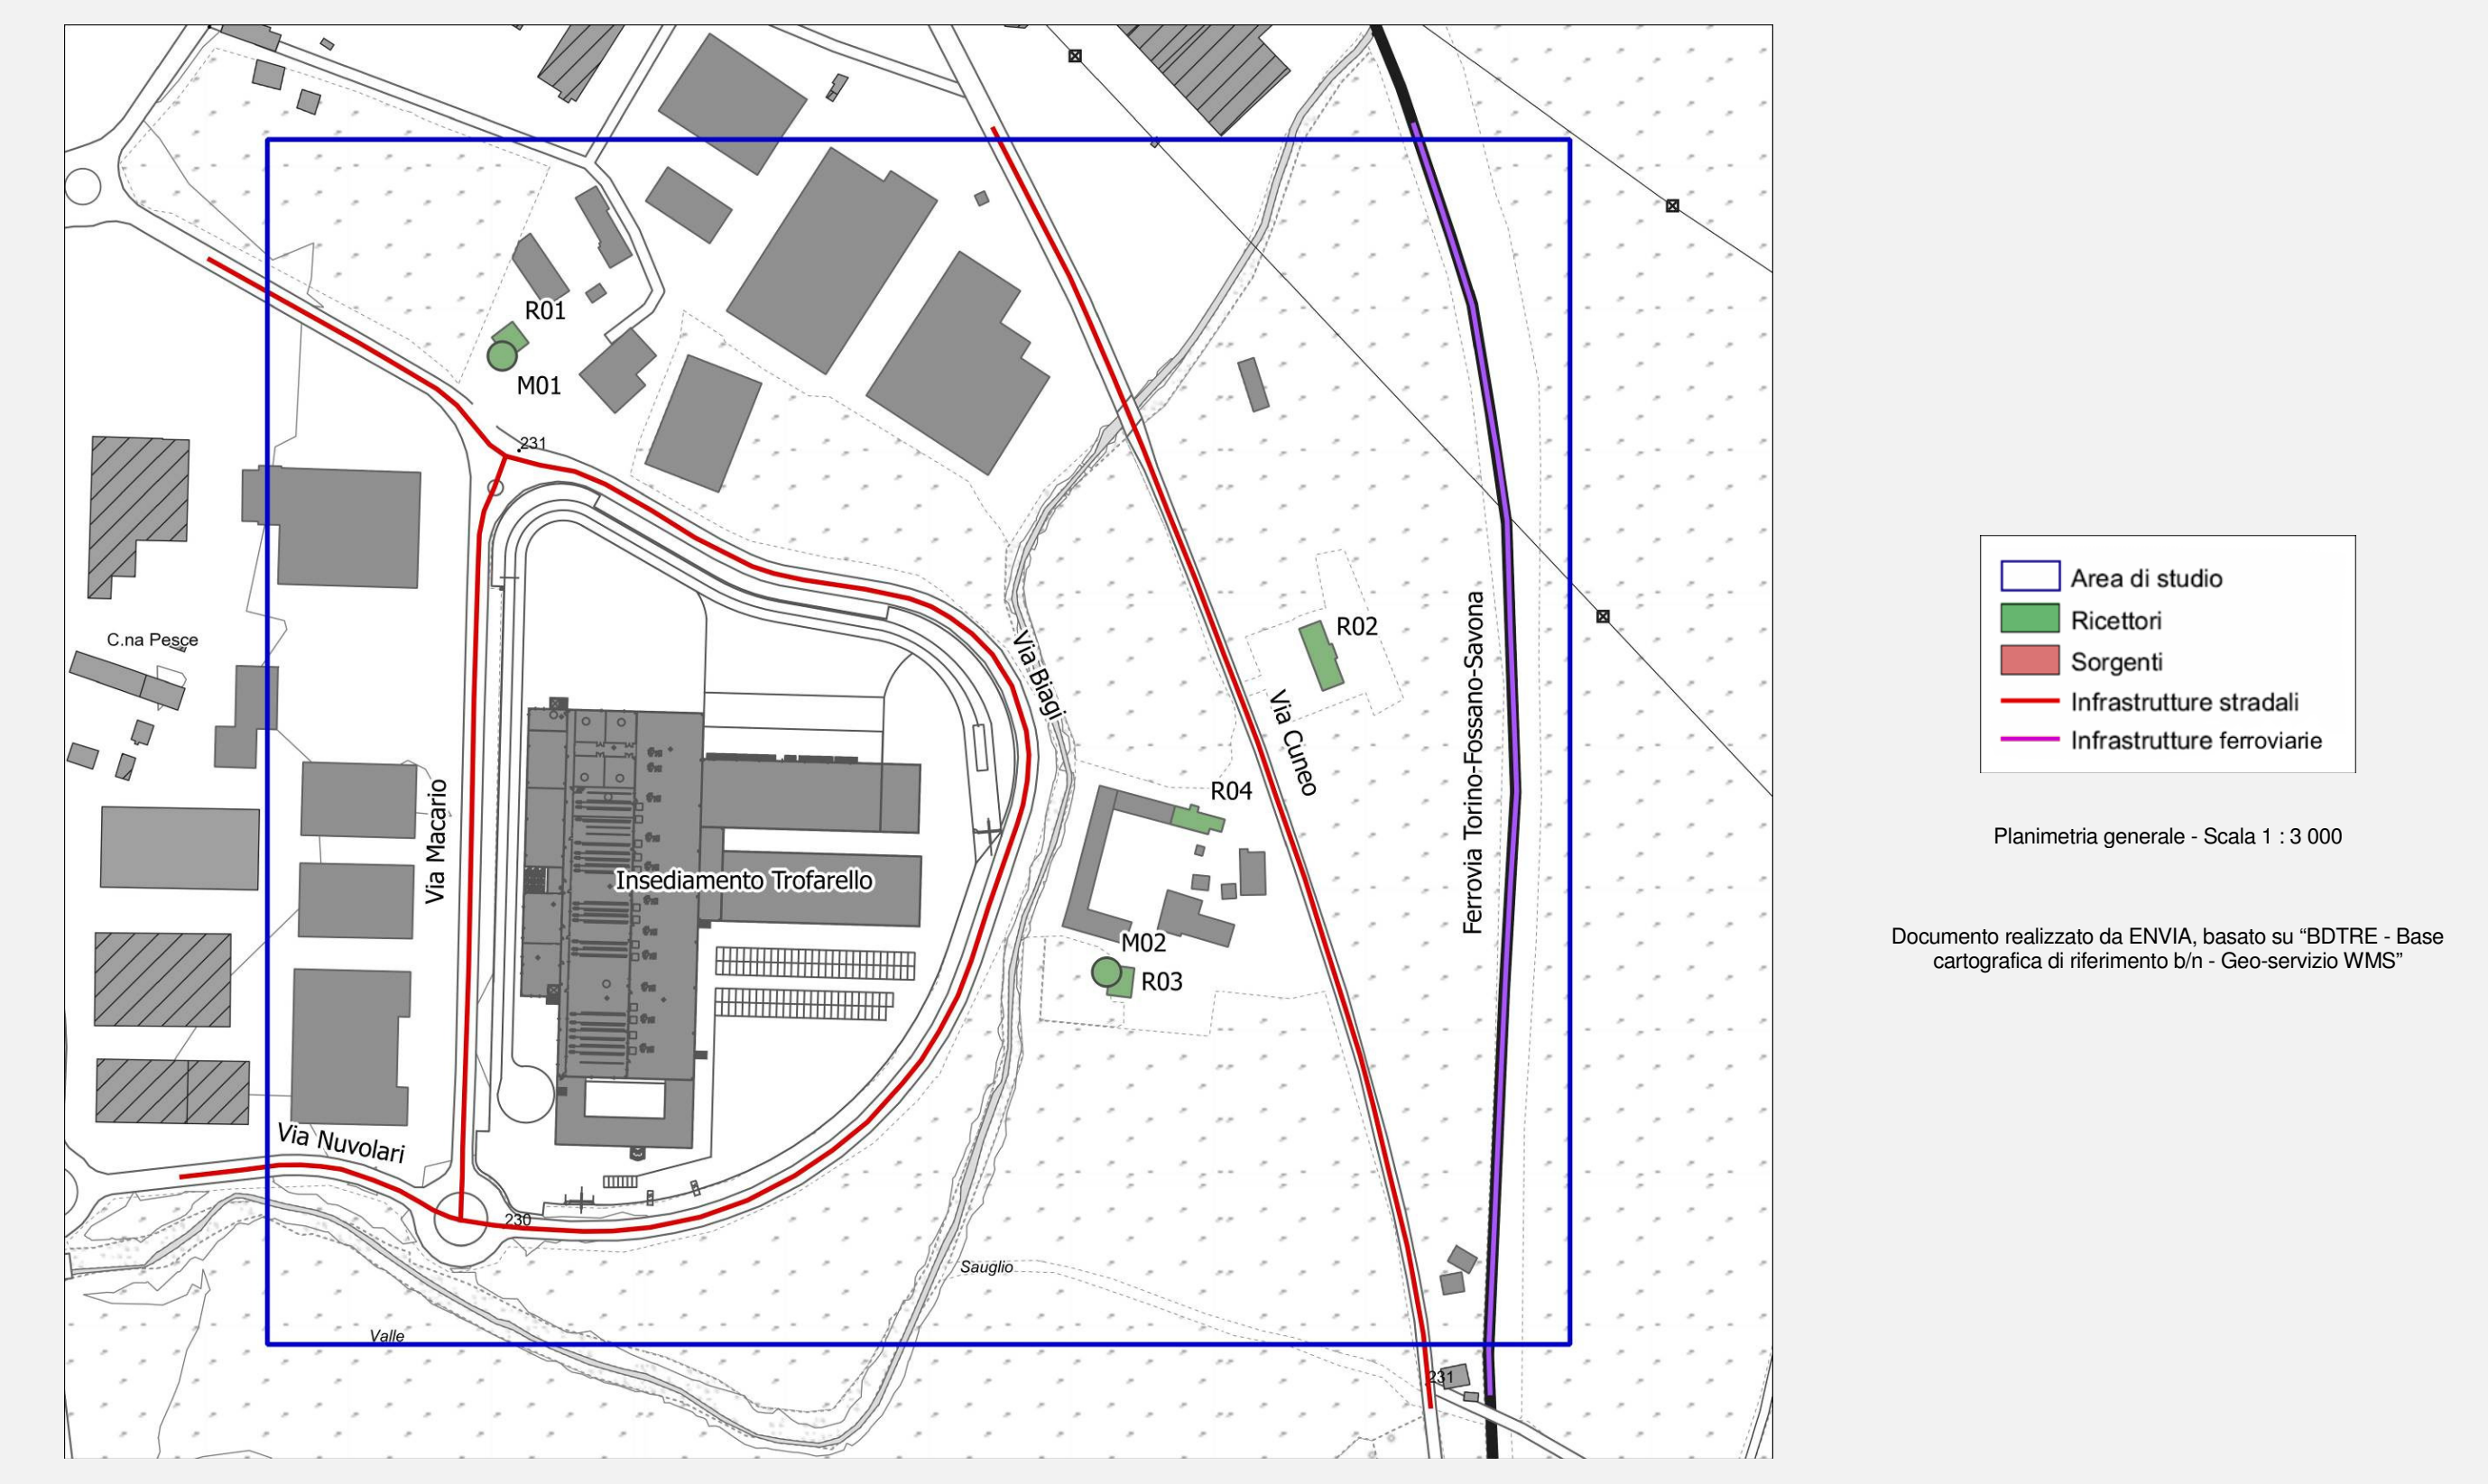 R01
M01
231
C.na Pesce
Via Biagi
R02
Via Cuneo
Ferrovia Torino-Fossano-Savona
R04
Via Macario
Insediamento Trofarello
M02
R03
Via Nuvolari
230
Sauglio
Valle
231
Area di studio
Ricettori
Sorgenti
Infrastrutture stradali
Infrastrutture ferroviarie
Planimetria generale - Scala 1 : 3 000
Documento realizzato da ENVIA, basato su “BDTRE - Base
cartografica di riferimento b/n - Geo-servizio WMS”